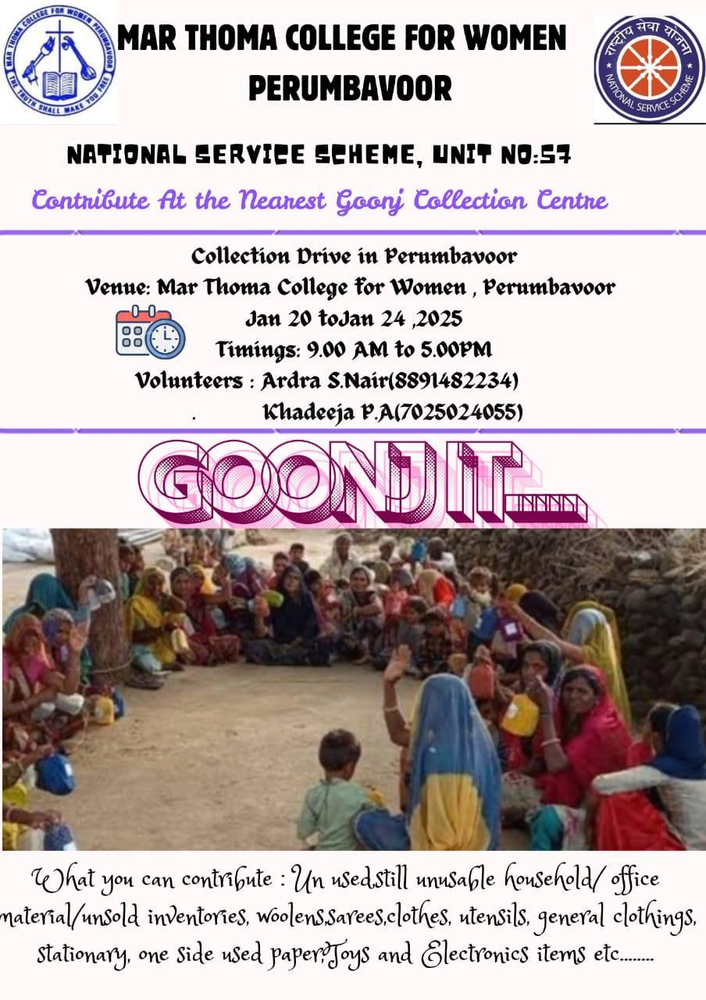 MAR THOMA COLLEGE FOR WOMEN PERUMBAVOOR
THE TRUTH SHALL MAKE YOU FREE
MAR THOMA COLLEGE FOR WOMEN
PERUMBAVOOR
राष्ट्रीय सेवा योजना
NATIONAL SERVICE SCHEME
NATIONAL SERVICE SCHEME, UNIT NO:57
Contribute At the Nearest Goonj Collection Centre
Collection Drive in Perumbavoor
Venue: Mar Thoma College for Women , Perumbavoor
Jan 20 toJan 24 ,2025
Timings: 9.00 AM to 5.00PM
Volunteers : Ardra S.Nair(8891482234)
. Khadeeja P.A(7025024055)
GOONJ IT.....
What you can contribute : Un used,still unusable household/ office
material/unsold inventories, woolens,sarees,clothes, utensils, general clothings,
stationary, one side used paper?,Toys and Electronics items etc........